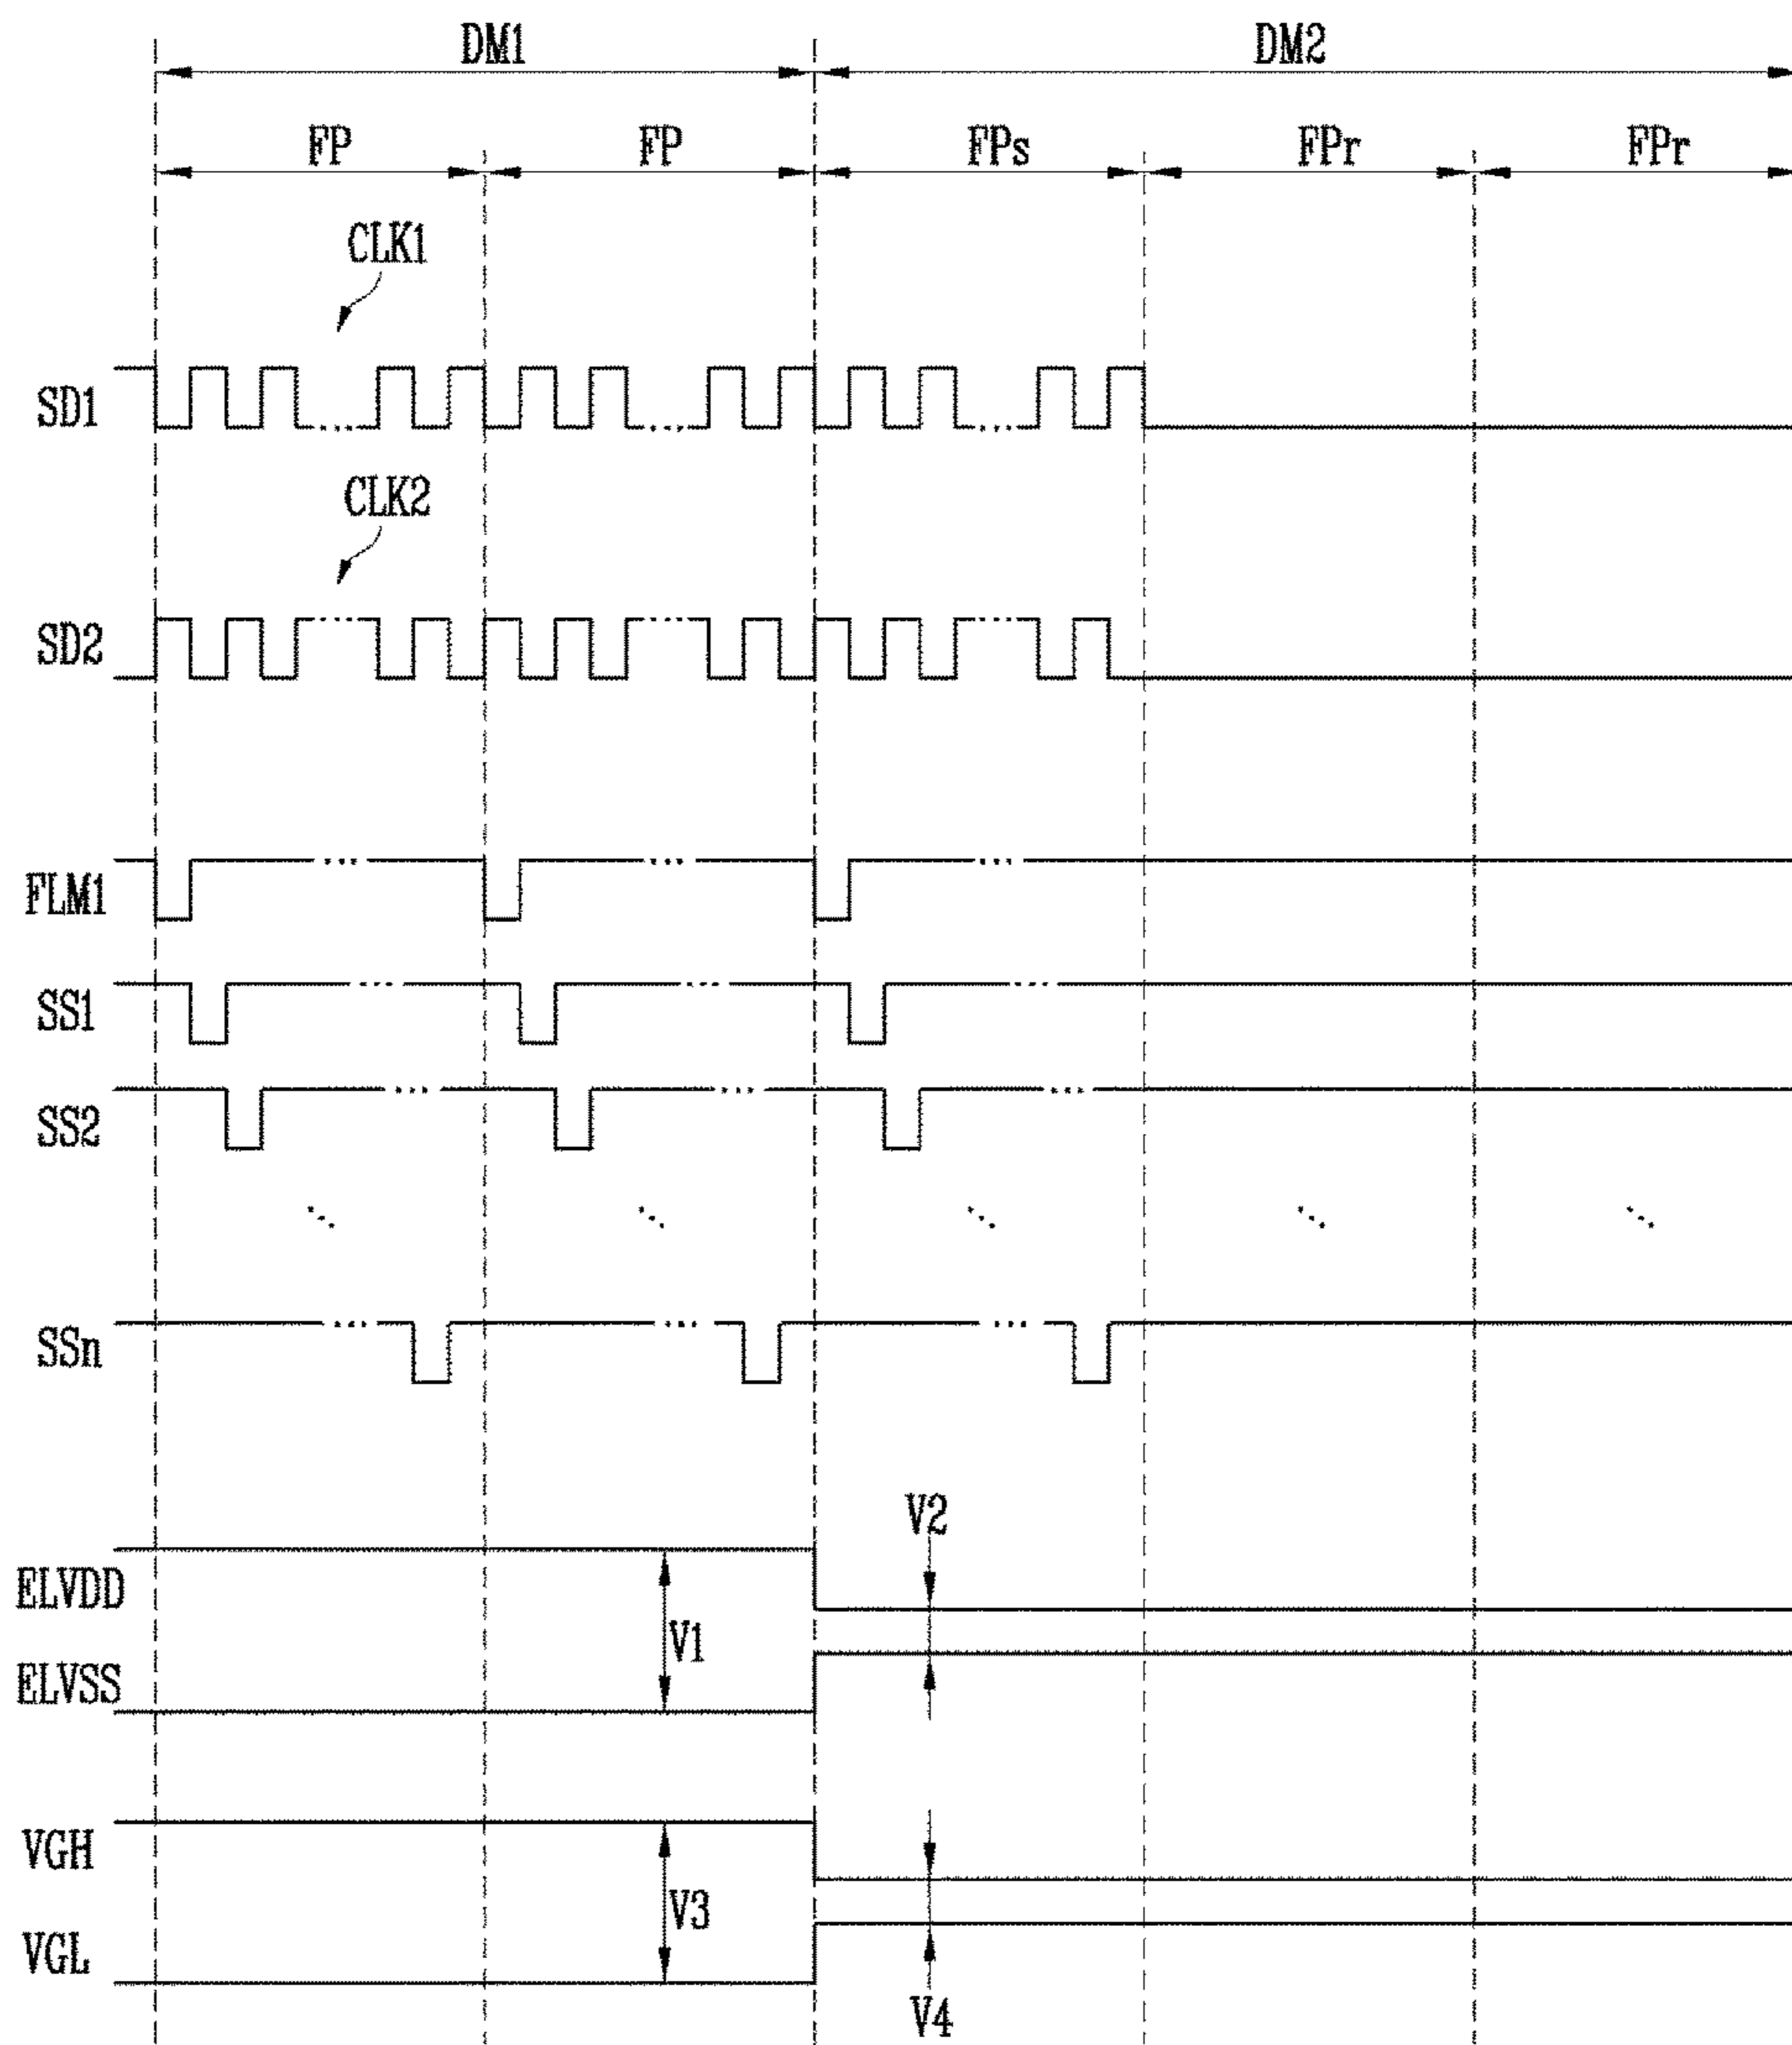 DM1 DM2
FP FP FPs FPr FPr
CLK1
SD1
CLK2
SD2
FLM1
SS1
SS2
SSn
V2
ELVDD
V1
ELVSS
VGH
V3
VGL
V4